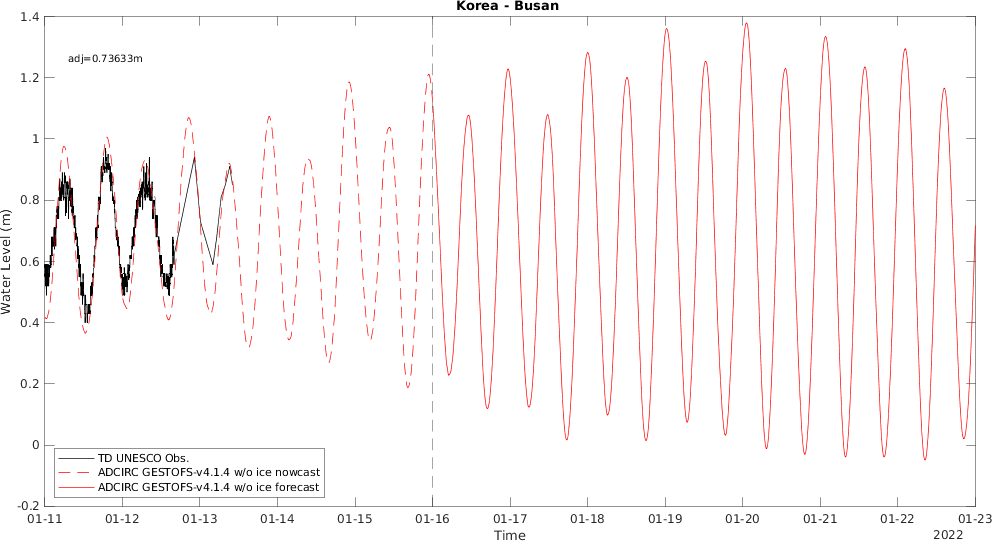 Korea - Busan
1.4
1.2
1
0.8
0.6
0.4
0.2
0
-0.2
Water Level (m)
adj=0.73633m
TD UNESCO Obs.
ADCIRC GESTOFS-v4.1.4 w/o ice nowcast
ADCIRC GESTOFS-v4.1.4 w/o ice forecast
01-11 01-12 01-13 01-14 01-15 01-16 01-17 01-18 01-19 01-20 01-21 01-22 01-23
Time
2022